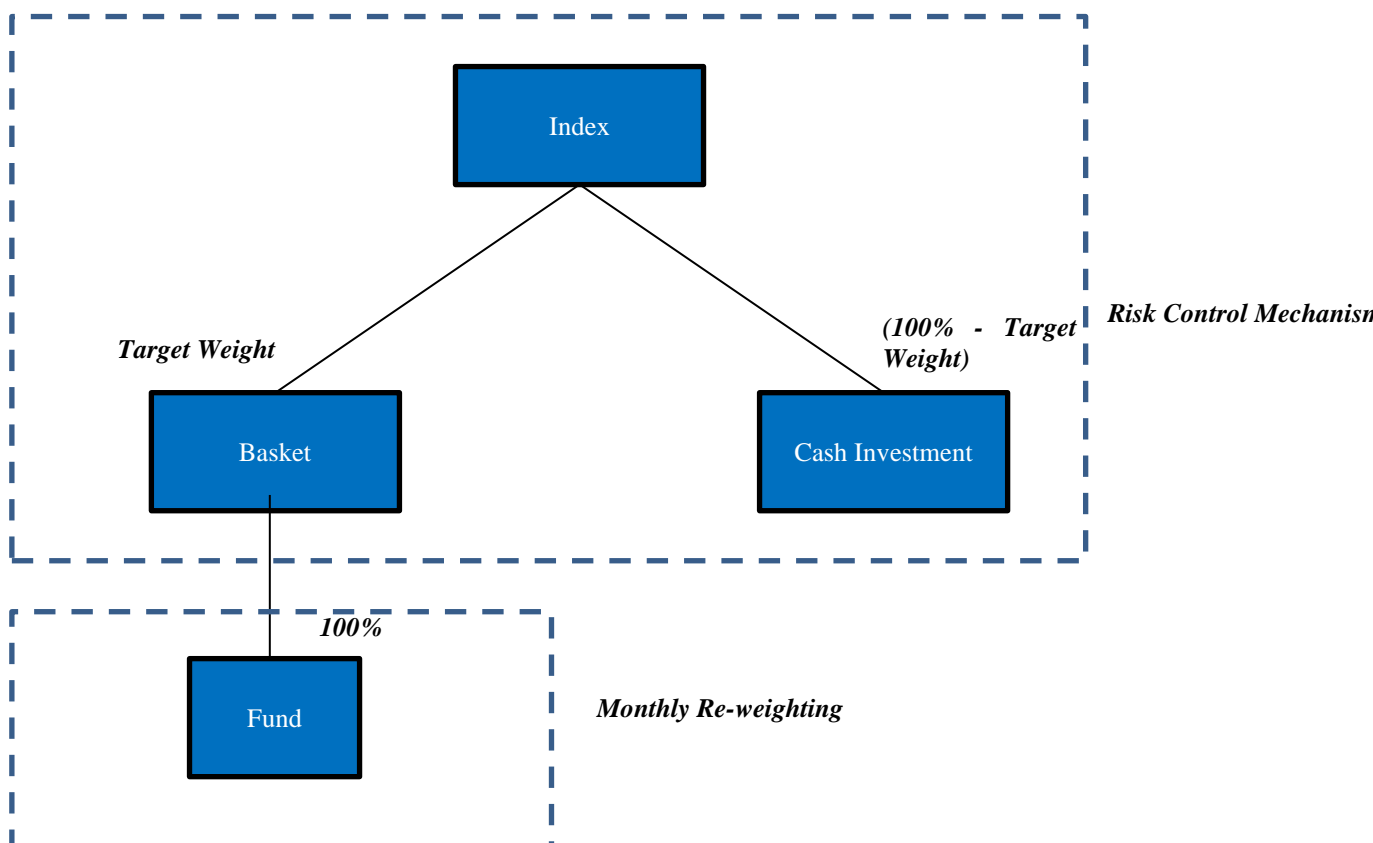 Index
Risk Control Mechanism
(100% - Target
Weight)
Target Weight
Basket
Cash Investment
100%
Fund
Monthly Re-weighting